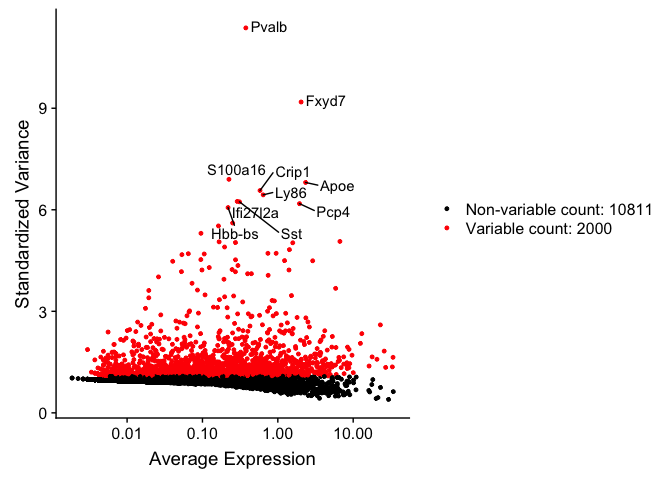 Pvalb
Fxyd7
S100a16
Crip1
Apoe
Ly86
Ifi27l2a
Pcp4
Hbb-bs
Sst
9
6
3
0
Standardized Variance
0.01 0.10 1.00 10.00
Average Expression
Non-variable count: 10811
Variable count: 2000